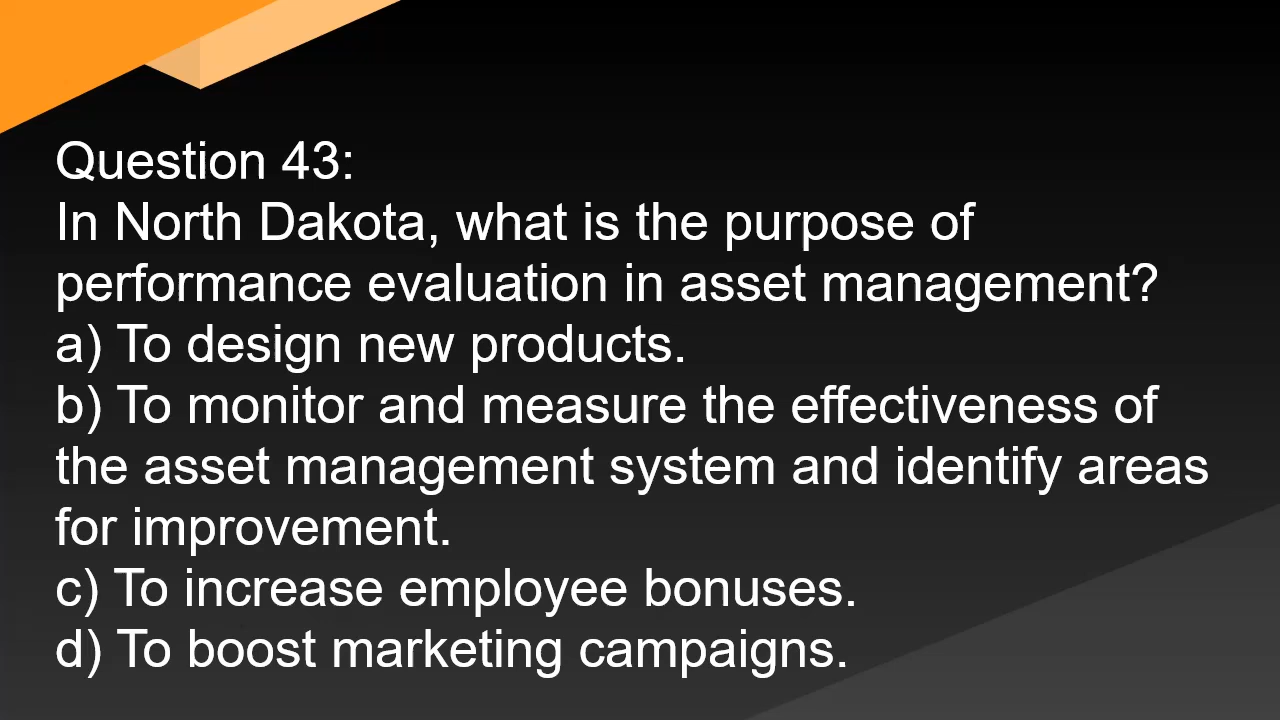 Question 43:
In North Dakota, what is the purpose of
performance evaluation in asset management?
a) To design new products.
b) To monitor and measure the effectiveness of
the asset management system and identify areas
for improvement.
c) To increase employee bonuses.
d) To boost marketing campaigns.